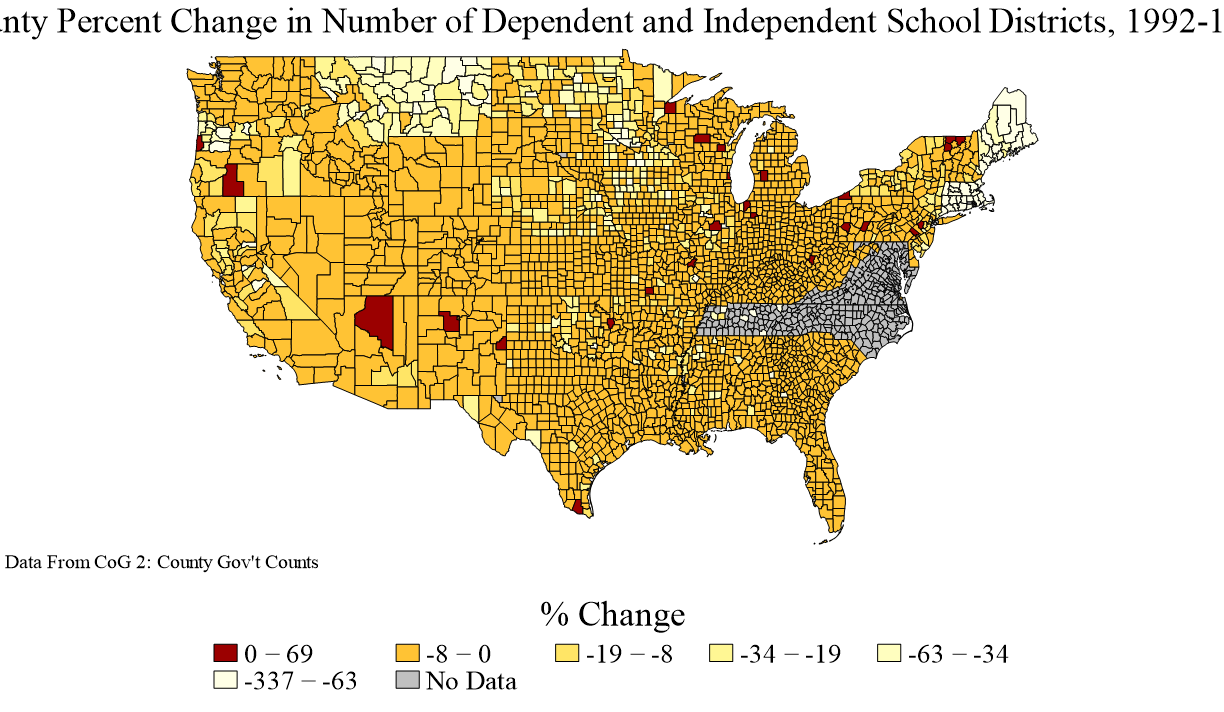 nty Percent Change in Number of Dependent and Independent School Districts, 1992-1
Data From CoG 2: County Gov't Counts
% Change
0 – 69 -8 – 0 -19 – -8 -34 – -19 -63 – -34
-337 – -63 No Data